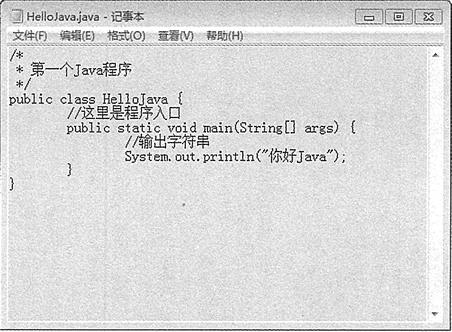 HelloJava.java - 记事本
文件(F) 编辑(E) 格式(O) 查看(V) 帮助(H)
/*
 * 第一个Java程序
 */
public class HelloJava {
        //这里是程序入口
        public static void main(String[] args) {
                //输出字符串
                System.out.println("你好Java");
        }
}